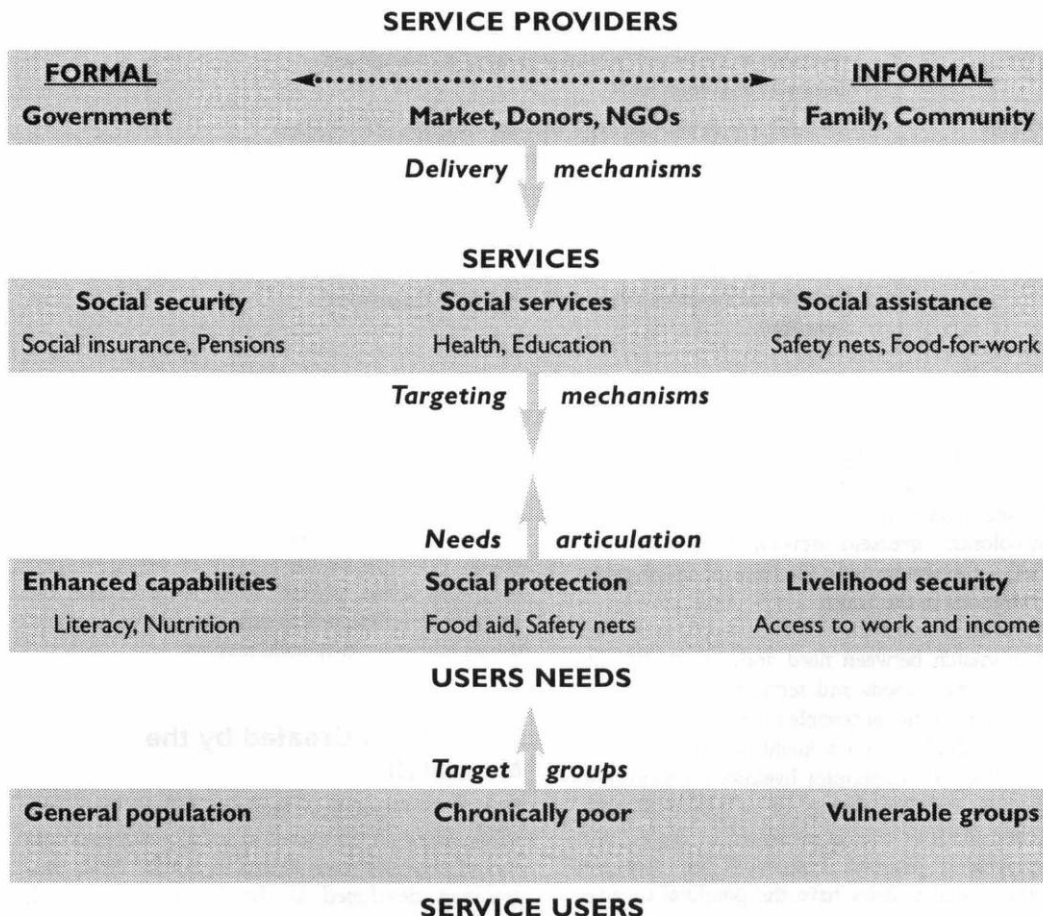 SERVICE PROVIDERS
FORMAL INFORMAL
Government Market, Donors, NGOs Family, Community
Delivery mechanisms
SERVICES
Social security Social services Social assistance
Social insurance, Pensions Health, Education Safety nets, Food-for-work
Targeting mechanisms
Needs articulation
Enhanced capabilities Social protection Livelihood security
Literacy, Nutrition Food aid, Safety nets Access to work and income
USERS NEEDS
Target groups
General population Chronically poor Vulnerable groups
SERVICE USERS